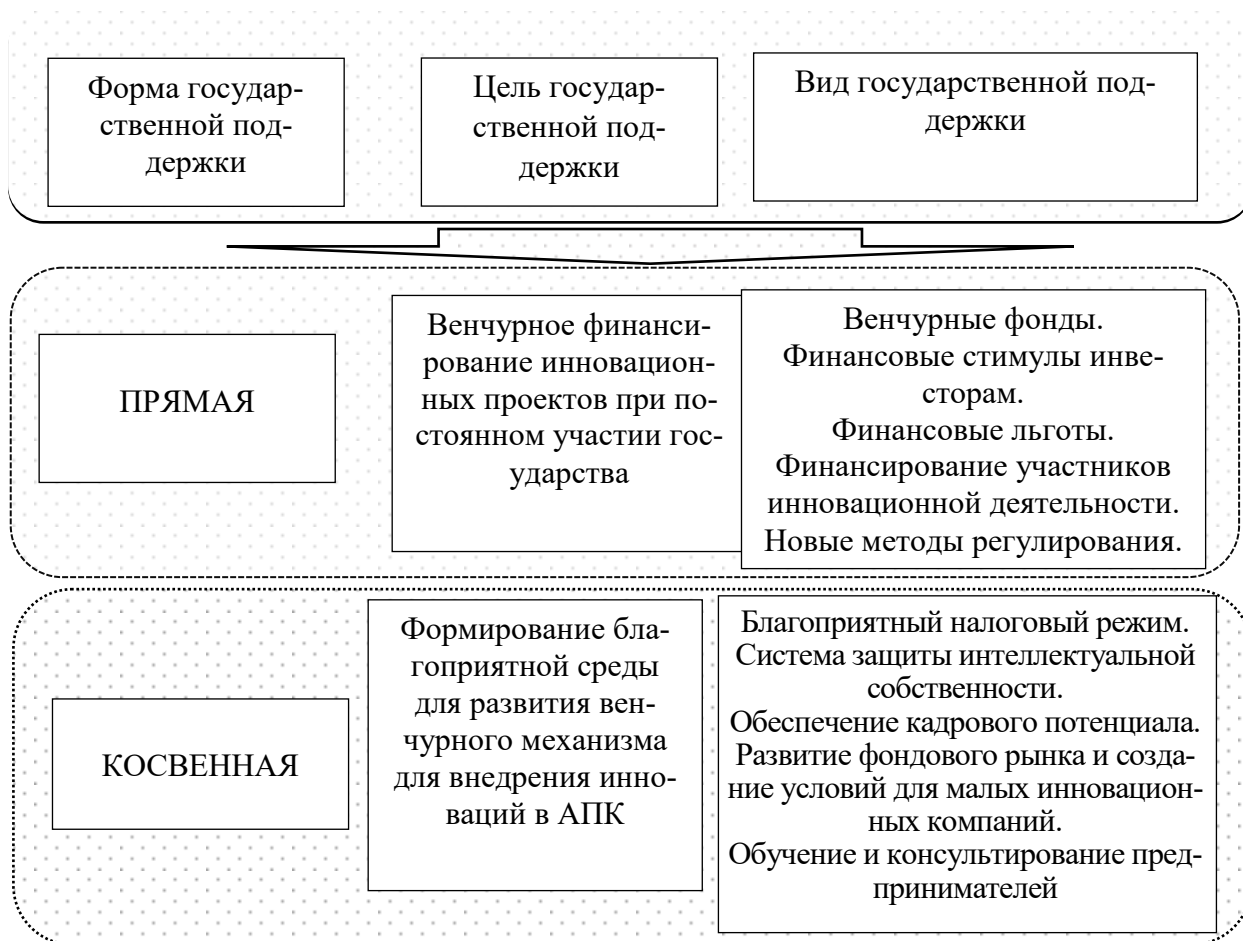 Форма государ-
ственной под-
держки
Цель государ-
ственной под-
держки
Вид государственной под-
держки
ПРЯМАЯ
Венчурное финанси-
рование инновацион-
ных проектов при по-
стоянном участии гос-
ударства
Венчурные фонды.
Финансовые стимулы инве-
сторам.
Финансовые льготы.
Финансирование участников
инновационной деятельности.
Новые методы регулирования.
КОСВЕННАЯ
Формирование бла-
гоприятной среды
для развития вен-
чурного механизма
для внедрения инно-
ваций в АПК
Благоприятный налоговый режим.
Система защиты интеллектуальной
собственности.
Обеспечение кадрового потенциала.
Развитие фондового рынка и созда-
ние условий для малых инновацион-
ных компаний.
Обучение и консультирование пред-
принимателей